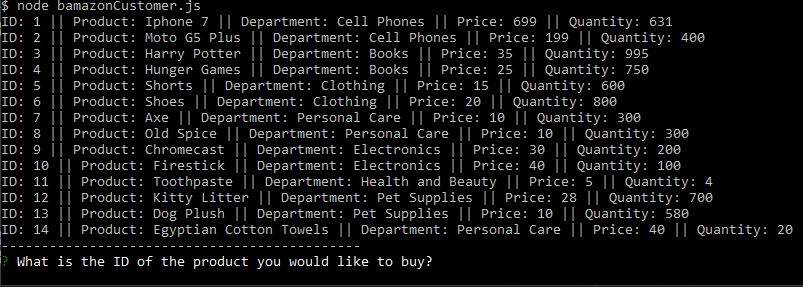 $ node bamazonCustomer.js
ID: 1 || Product: Iphone 7 || Department: Cell Phones || Price: 699 || Quantity: 631
ID: 2 || Product: Moto G5 Plus || Department: Cell Phones || Price: 199 || Quantity: 400
ID: 3 || Product: Harry Potter || Department: Books || Price: 35 || Quantity: 995
ID: 4 || Product: Hunger Games || Department: Books || Price: 25 || Quantity: 750
ID: 5 || Product: Shorts || Department: Clothing || Price: 15 || Quantity: 600
ID: 6 || Product: Shoes || Department: Clothing || Price: 20 || Quantity: 800
ID: 7 || Product: Axe || Department: Personal Care || Price: 10 || Quantity: 300
ID: 8 || Product: Old Spice || Department: Personal Care || Price: 10 || Quantity: 300
ID: 9 || Product: Chromecast || Department: Electronics || Price: 30 || Quantity: 200
ID: 10 || Product: Firestick || Department: Electronics || Price: 40 || Quantity: 100
ID: 11 || Product: Toothpaste || Department: Health and Beauty || Price: 5 || Quantity: 4
ID: 12 || Product: Kitty Litter || Department: Pet Supplies || Price: 28 || Quantity: 700
ID: 13 || Product: Dog Plush || Department: Pet Supplies || Price: 10 || Quantity: 580
ID: 14 || Product: Egyptian Cotton Towels || Department: Personal Care || Price: 40 || Quantity: 20
-----------------------------------------------
? What is the ID of the product you would like to buy?